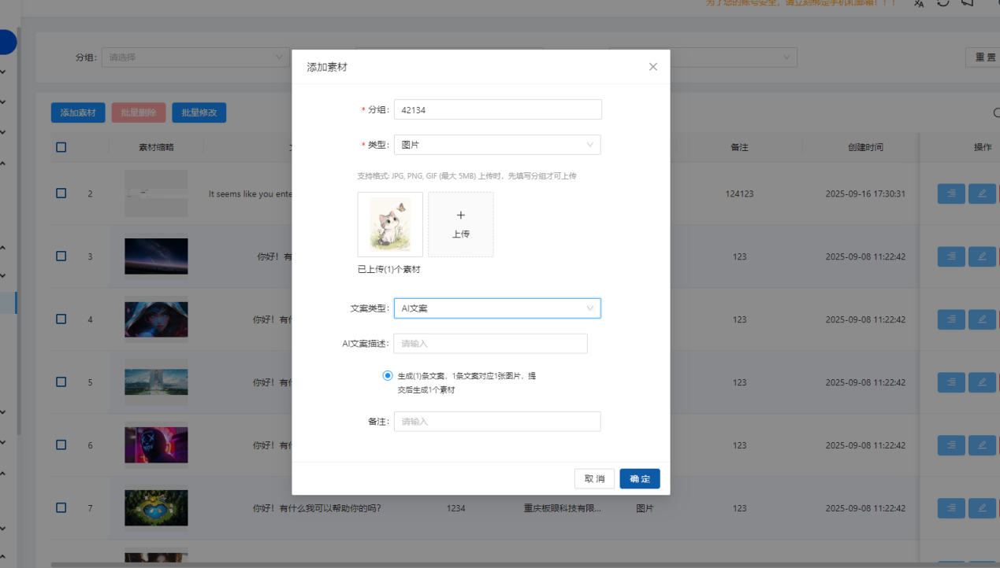 为了您的账号安全，请立刻绑定手机和邮箱！！！
分组：
请选择
重 置
添加素材
批量删除
批量修改
素材缩略
备注
创建时间
操作
2
It seems like you ente
124123
2025-09-16 17:30:31
3
你好！有
123
2025-09-08 11:22:42
4
你好！有什
123
2025-09-08 11:22:42
5
你好！有什
123
2025-09-08 11:22:42
6
你好！有什
123
2025-09-08 11:22:42
7
你好！有什么我可以帮助你的吗?
1234
重庆板眼科技有限...
图片
123
2025-09-08 11:22:42
添加素材
* 分组：
42134
* 类型：
图片
支持格式: JPG, PNG, GIF (最大 5MB) 上传时，先填写分组才可上传
上传
已上传(1)个素材
文案类型：
AI文案
AI文案描述：
请输入
生成(1)条文案，1条文案对应1张图片，提
交后生成1个素材
备注：
请输入
取 消
确 定